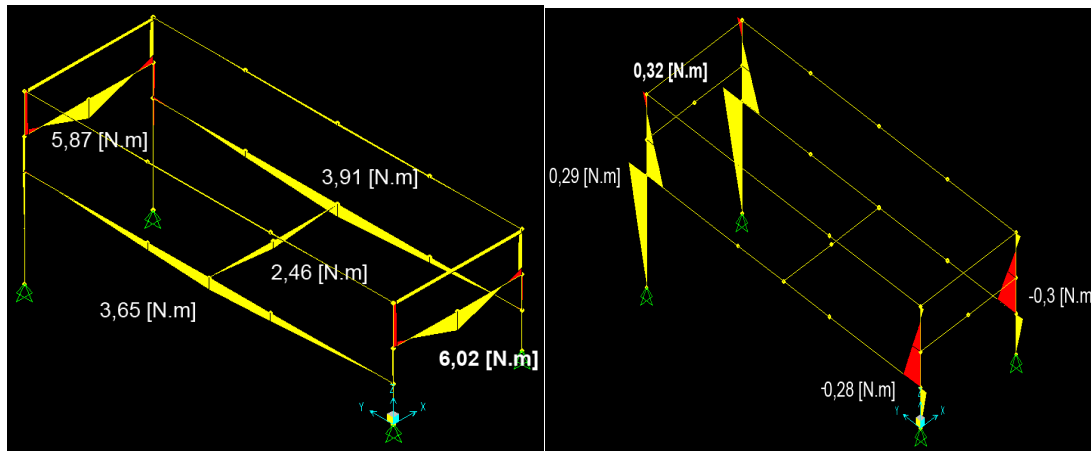 5,87 [N.m]
3,91 [N.m]
2,46 [N.m]
3,65 [N.m]
6,02 [N.m]
Z
Y
X
0,32 [N.m]
0,29 [N.m]
-0,3 [N.m
-0,28 [N.m]
Z
Y
X